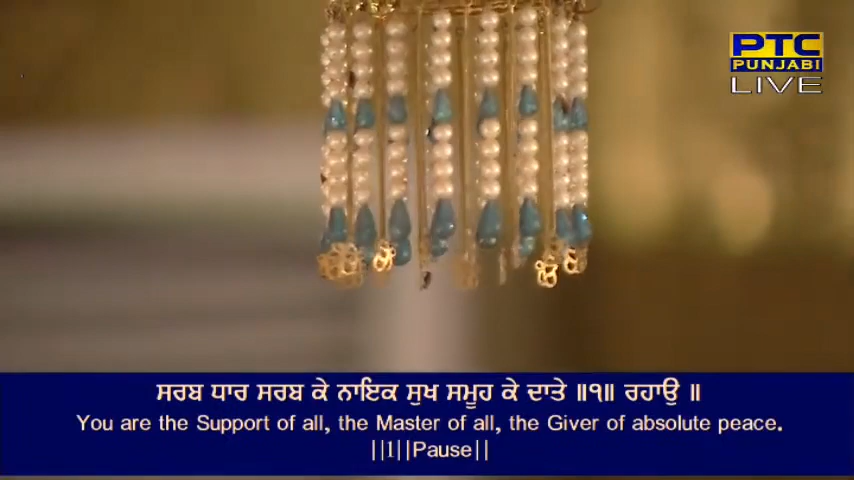 PTC
PUNJABI
LIVE
ਸਰਬ ਧਾਰ ਸਰਬ ਕੇ ਨਾਇਕ ਸੁਖ ਸਮੂਹ ਕੇ ਦਾਤੇ ॥੧॥ ਰਹਾਉ ॥
You are the Support of all, the Master of all, the Giver of absolute peace.
||1||Pause||